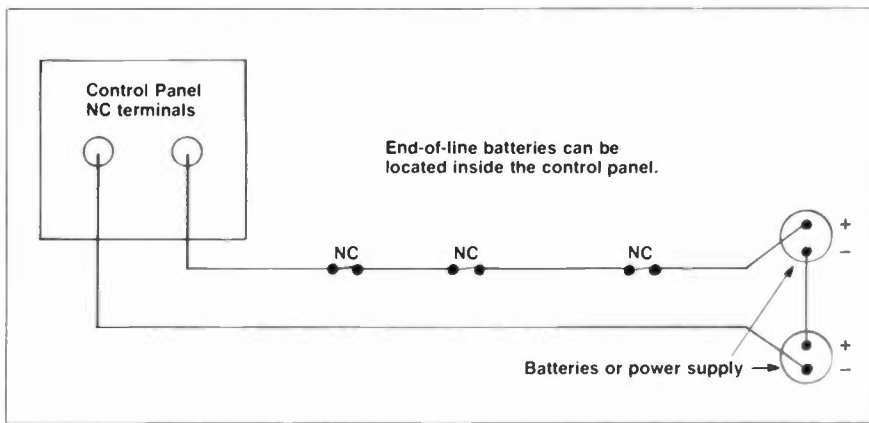 Control Panel
NC terminals
End-of-line batteries can be
located inside the control panel.
NC
NC
NC
+
–
+
–
Batteries or power supply